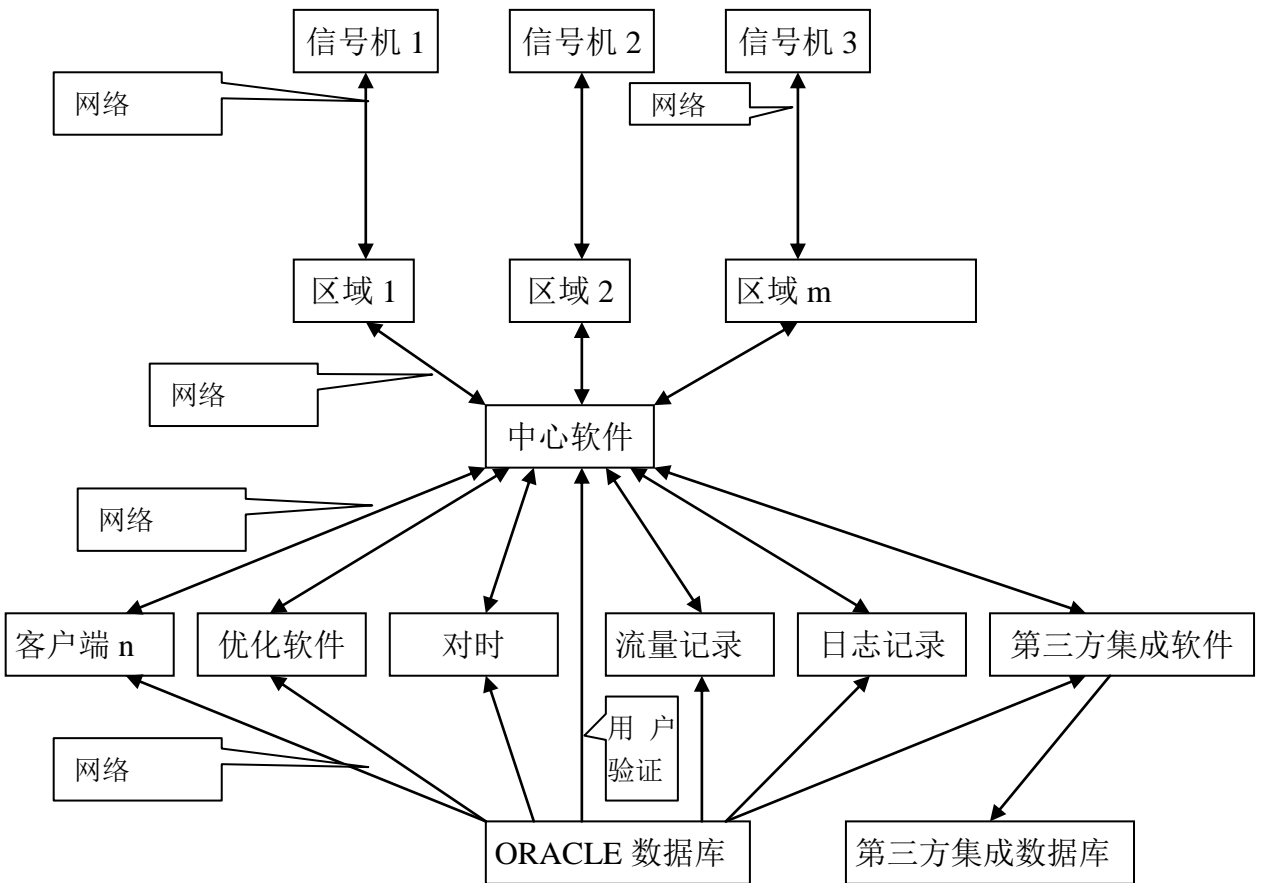 信号机 1
信号机 2
信号机 3
网络
网络
区域 1
区域 2
区域 m
网络
中心软件
网络
客户端 n
优化软件
对时
流量记录
日志记录
第三方集成软件
用 户
验证
网络
ORACLE 数据库
第三方集成数据库